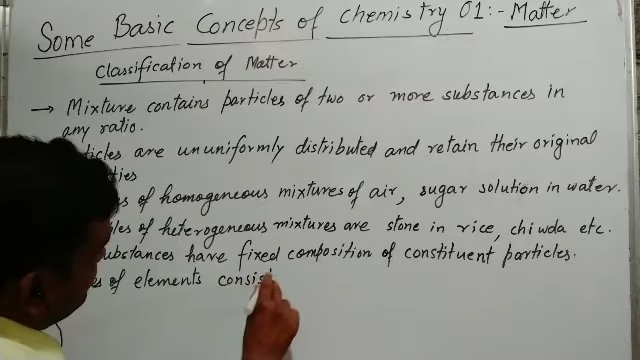 Some Basic Concepts of Chemistry 01:- Matter
Classification of Matter
→ Mixture contains particles of two or more substances in
any ratio.
ticles are ununiformly distributed and retain their original
ties
s of homogeneous mixtures of air, sugar solution in water.
les of heterogeneous mixtures are stone in rice, chiwda etc.
ubstances have fixed composition of constituent particles.
s of elements consis